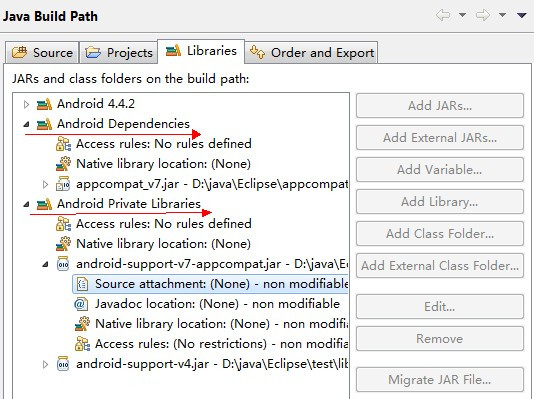 Java Build Path
Source Projects Libraries Order and Export
JARs and class folders on the build path:
Android 4.4.2
Android Dependencies
Access rules: No rules defined
Native library location: (None)
appcompat_v7.jar - D:\java\Eclipse\appcompat
Android Private Libraries
Access rules: No rules defined
Native library location: (None)
android-support-v7-appcompat.jar - D:\java\Ec
Source attachment: (None) - non modifiable
Javadoc location: (None) - non modifiable
Native library location: (None) - non modifia
Access rules: (No restrictions) - non modifia
android-support-v4.jar - D:\java\Eclipse\test\lib
Add JARs...
Add External JARs...
Add Variable...
Add Library...
Add Class Folder...
Add External Class Folder...
Edit...
Remove
Migrate JAR File...